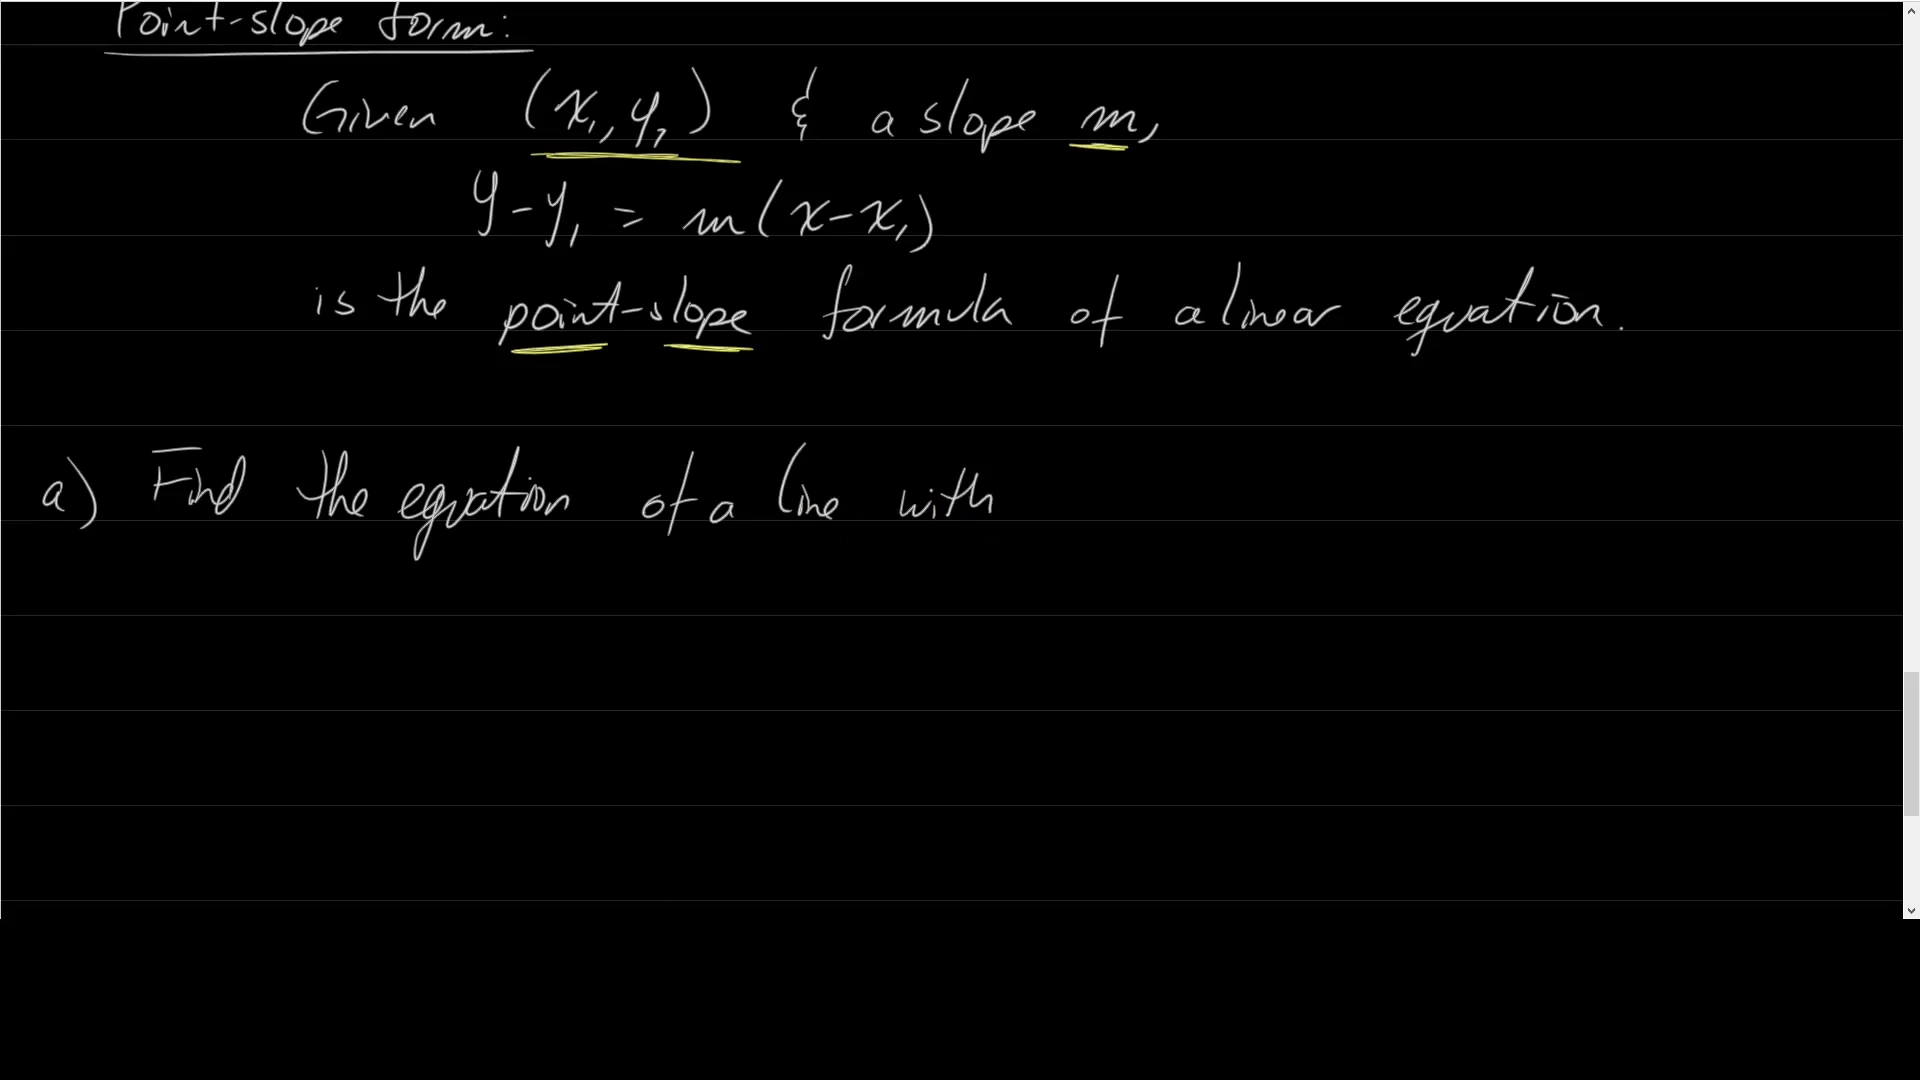 Point-slope form:
Given (x₁, y₁) & a slope m,
y - y₁ = m(x - x₁)
is the point-slope formula of a linear equation.
a) Find the equation of a line with